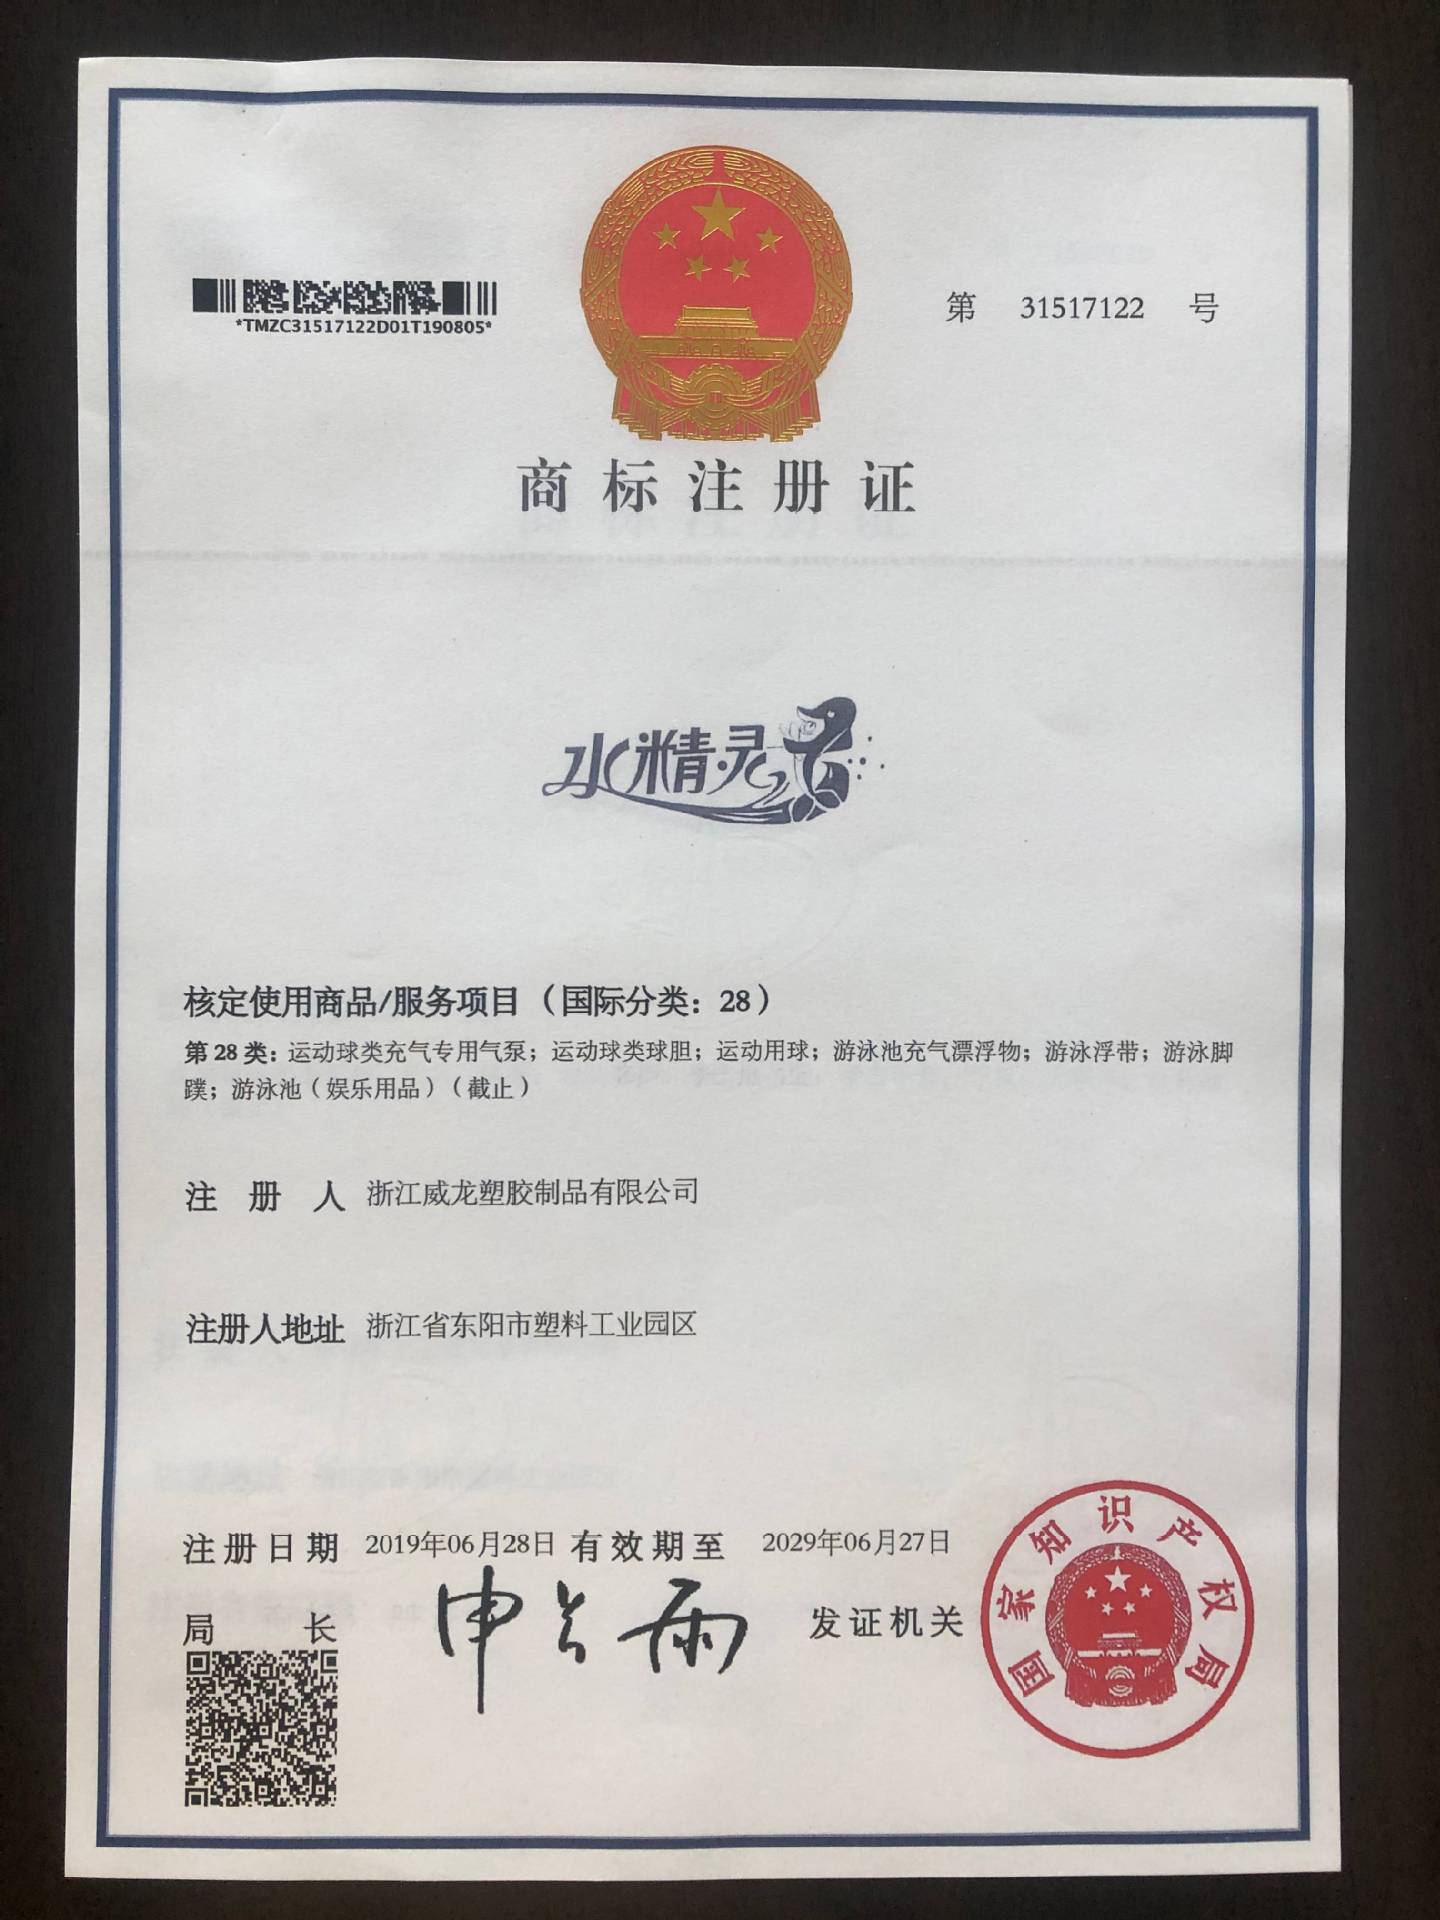 *TMZC31517122D01T190805*
第 31517122 号
商标注册证
水精灵
核定使用商品/服务项目（国际分类：28）
第 28 类：运动球类充气专用气泵；运动球类球胆；运动用球；游泳池充气漂浮物；游泳浮带；游泳脚
蹼；游泳池（娱乐用品）（截止）
注册人 浙江威龙塑胶制品有限公司
注册人地址 浙江省东阳市塑料工业园区
注册日期 2019年06月28日 有效期至 2029年06月27日
局长 申长雨 发证机关
国家知识产权局